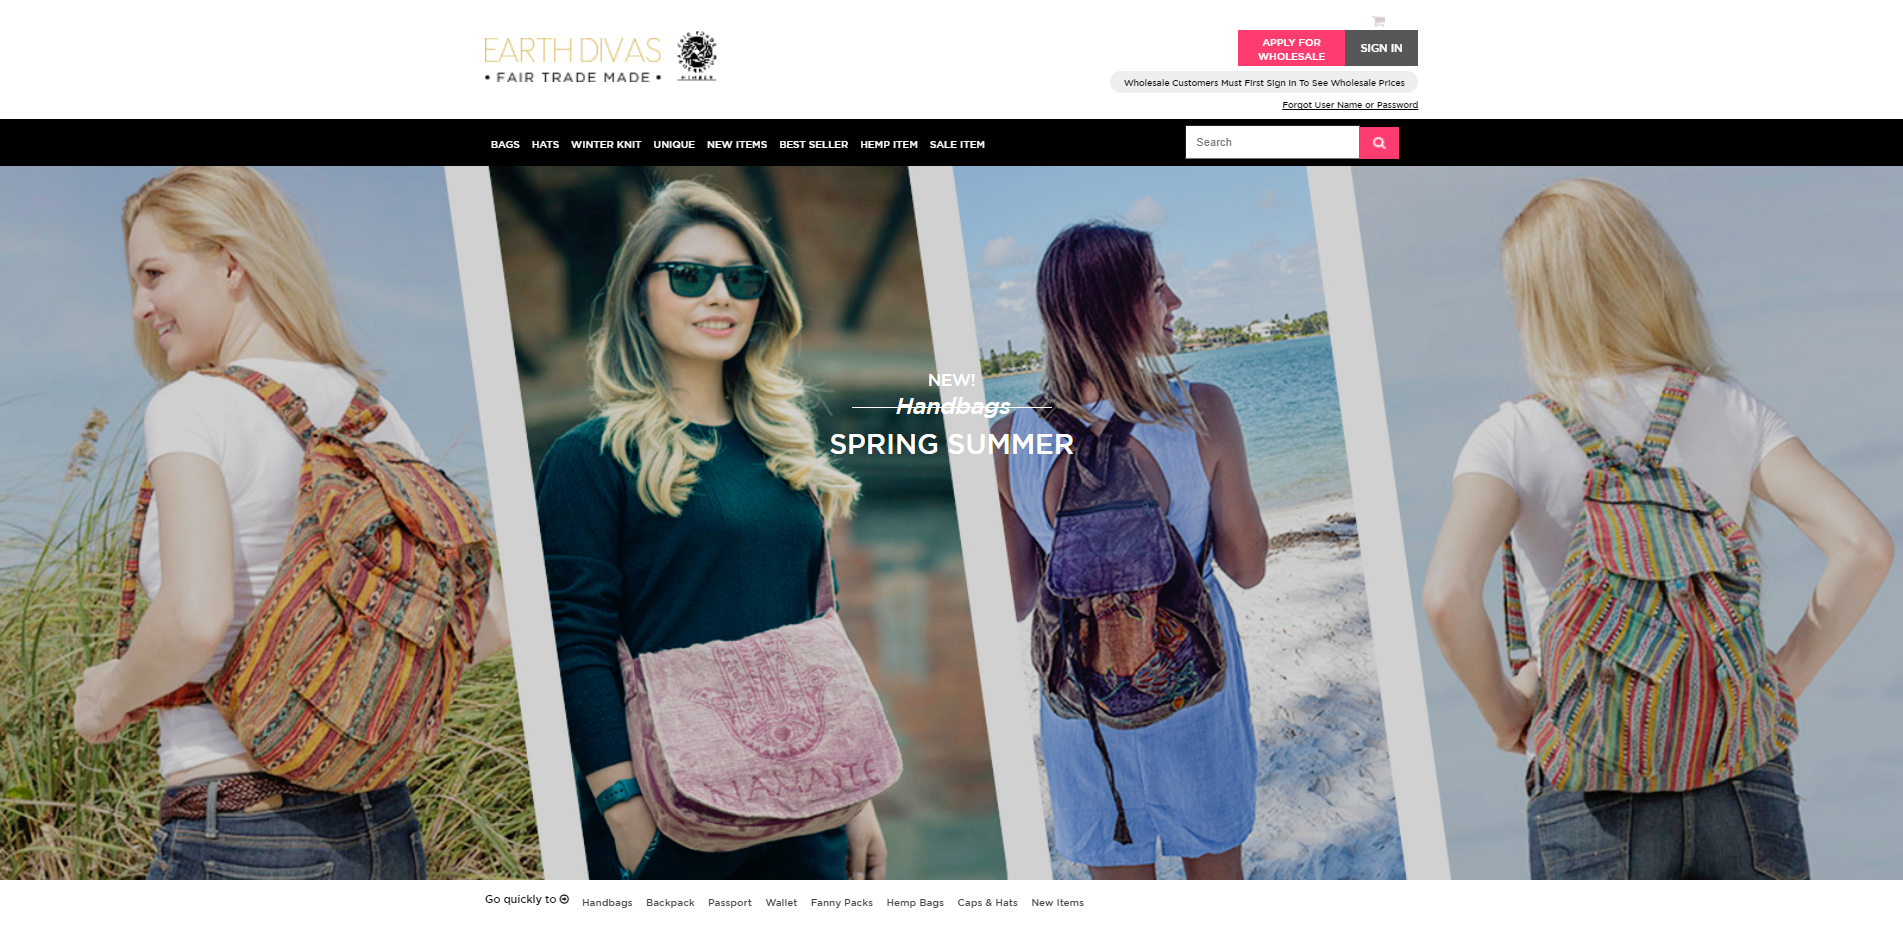 EARTH DIVAS
• FAIR TRADE MADE •
APPLY FOR
WHOLESALE
SIGN IN
Wholesale Customers Must First Sign In To See Wholesale Prices
Forgot User Name or Password
BAGS HATS WINTER KNIT UNIQUE NEW ITEMS BEST SELLER HEMP ITEM SALE ITEM
Search
NEW!
Handbags
SPRING SUMMER
NAMASTE
Go quickly to
Handbags Backpack Passport Wallet Fanny Packs Hemp Bags Caps & Hats New Items